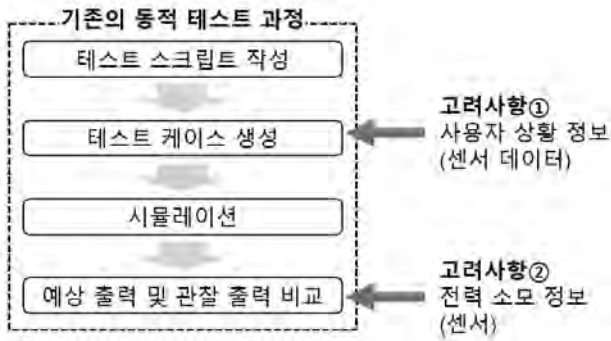 기존의 동적 테스트 과정
테스트 스크립트 작성
테스트 케이스 생성
시뮬레이션
예상 출력 및 관찰 출력 비교
고려사항①
사용자 상황 정보
(센서 데이터)
고려사항②
전력 소모 정보
(센서)